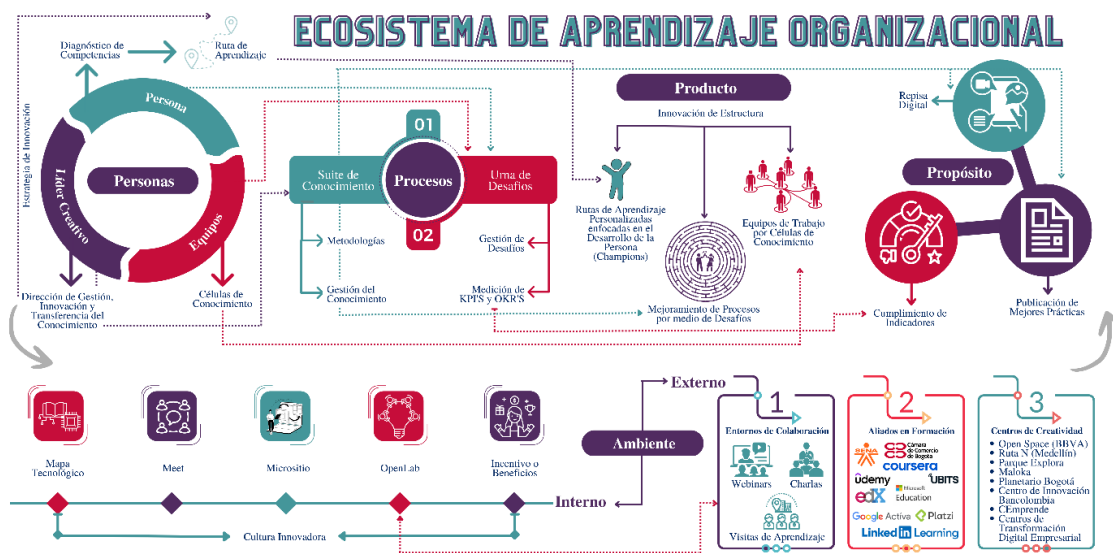 ECOSISTEMA DE APRENDIZAJE ORGANIZACIONAL
Diagnóstico de
Competencias
Ruta de
Aprendizaje
Estrategia de Innovación
Persona
Líder Creativo
Equipos
Personas
Dirección de Gestión,
Innovación y
Transferencia del
Conocimiento
Células de
Conocimiento
01
02
Suite de
Conocimiento
Procesos
Urna de
Desafíos
Metodologías
Gestión del
Conocimiento
Gestión de
Desafíos
Medición de
KPI'S y OKR'S
Producto
Innovación de Estructura
Rutas de Aprendizaje
Personalizadas
enfocadas en el
Desarrollo de la
Persona
(Champions)
Mejoramiento de Procesos
por medio de Desafíos
Equipos de Trabajo
por Células de
Conocimiento
Repisa
Digital
Propósito
Cumplimiento de
Indicadores
Publicación de
Mejores Prácticas
Mapa
Tecnológico
Meet
Micrositio
OpenLab
Incentivo o
Beneficios
Cultura Innovadora
Ambiente
Externo
Interno
1
Entornos de Colaboración
Webinars
Charlas
Visitas de Aprendizaje
2
Aliados en Formación
SENA
Cámara
de Comercio
de Bogotá
coursera
ûdemy
UBITS
edX
Microsoft
Education
Google Activa
Platzi
Linked in Learning
3
Centros de Creatividad
Open Space (BBVA)
Ruta N (Medellín)
Parque Explora
Maloka
Planetario Bogotá
Centro de Innovación
Bancolombia
CEmprende
Centros de
Transformación
Digital Empresarial